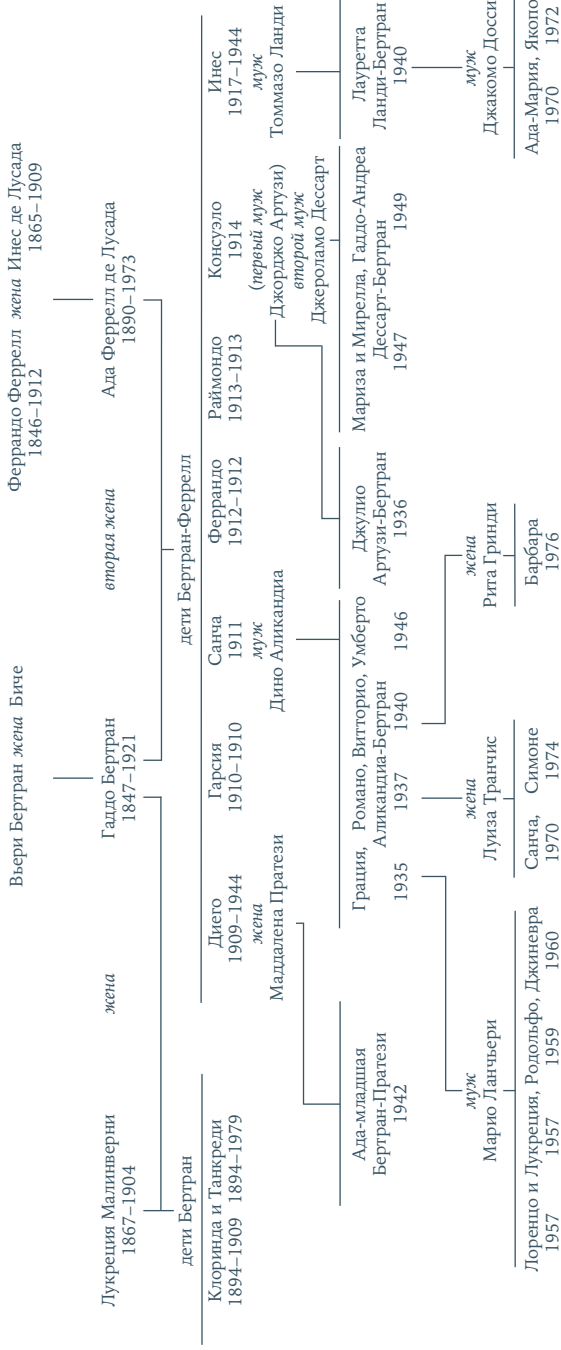 Вьери Бертран жена Биче
Феррандо Феррелл жена Инес де Лусада
1846–1912
1865–1909
Лукреция Малинверни
1867–1904
жена
Гаддо Бертран
1847–1921
вторая жена
Ада Феррелл де Лусада
1890–1973
дети Бертран
дети Бертран-Феррелл
Клоринда и Танкреди
1894–1909 1894–1979
Диего
1909–1944
жена
Маддалена Пратези
Гарсия
1910–1910
Санча
1911
муж
Дино Аликандиа
Феррандо
1912–1912
Раймондо
1913–1913
Консуэло
1914
(первый муж
Джорджо Артузи)
второй муж
Джероламо Дессарт
Инес
1917–1944
муж
Томмазо Ланди
Ада-младшая
Бертран-Пратези
1942
Грация, Романо, Витторио, Умберто
Аликандиа-Бертран
1935 1937 1940 1946
Джулио
Артузи-Бертран
1936
Мариза и Мирелла, Гаддо-Андреа
Дессарт-Бертран
1947 1949
Лауретта
Ланди-Бертран
1940
муж
Марио Ланчьери
жена
Луиза Транчис
жена
Рита Гринди
муж
Джакомо Досси
Лоренцо и Лукреция, Родольфо, Джиневра
1957 1957 1959 1960
Санча, Симоне
1970 1974
Барбара
1976
Ада-Мария, Якопо
1970 1972